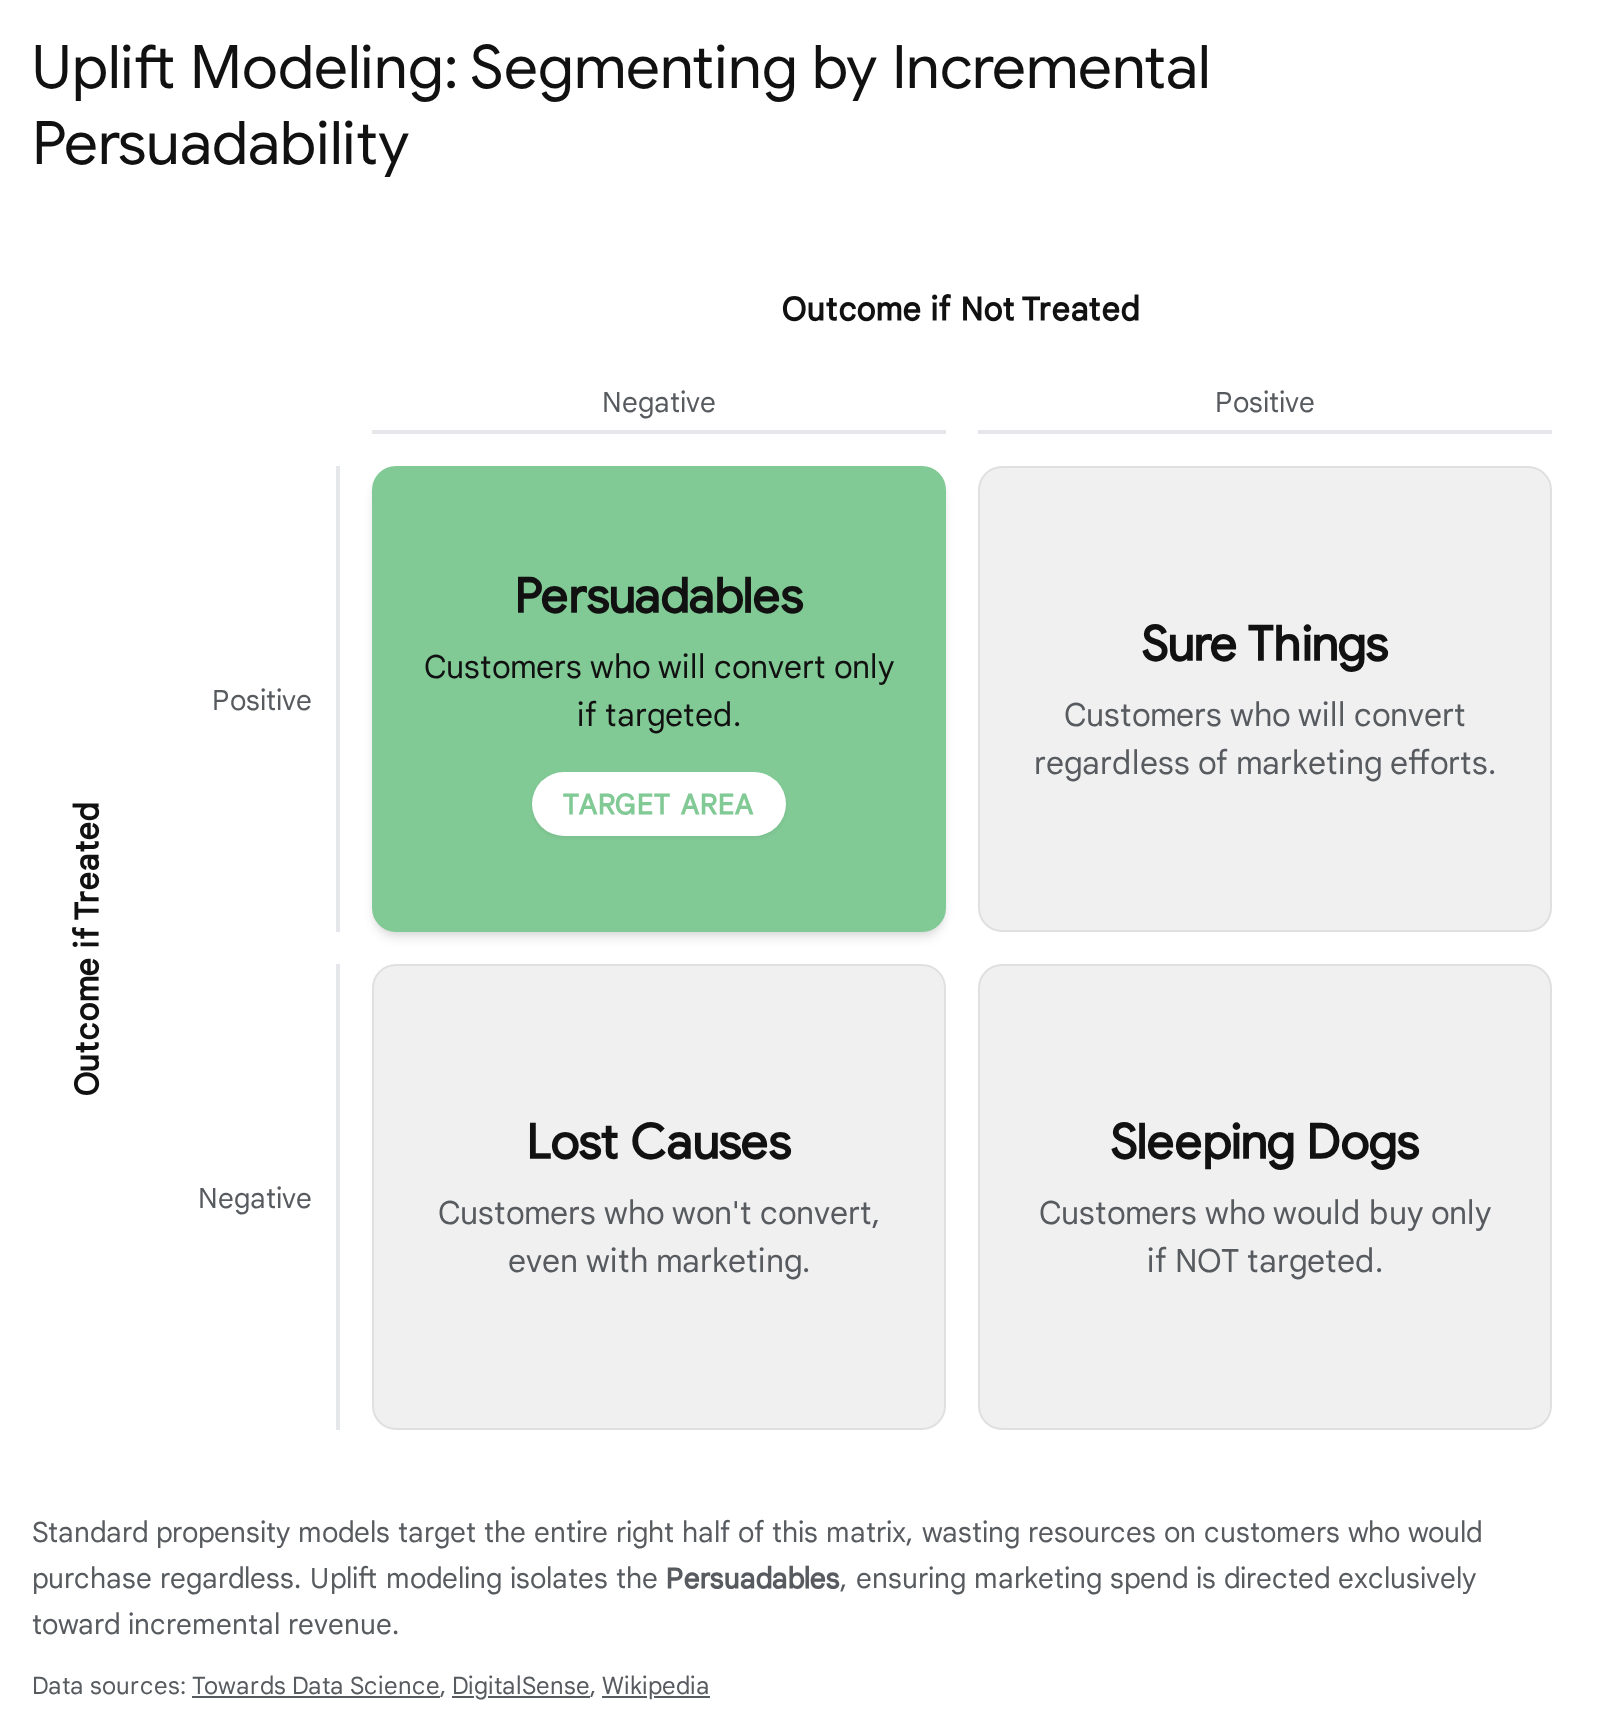 Uplift Modeling: Segmenting by Incremental
Persuadability
Outcome if Not Treated
Negative
Positive
Outcome if Treated
Positive
Persuadables
Customers who will convert only
if targeted.
TARGET AREA
Sure Things
Customers who will convert
regardless of marketing efforts.
Negative
Lost Causes
Customers who won't convert,
even with marketing.
Sleeping Dogs
Customers who would buy only
if NOT targeted.
Standard propensity models target the entire right half of this matrix, wasting resources on customers who would
purchase regardless. Uplift modeling isolates the Persuadables, ensuring marketing spend is directed exclusively
toward incremental revenue.
Data sources: Towards Data Science, DigitalSense, Wikipedia